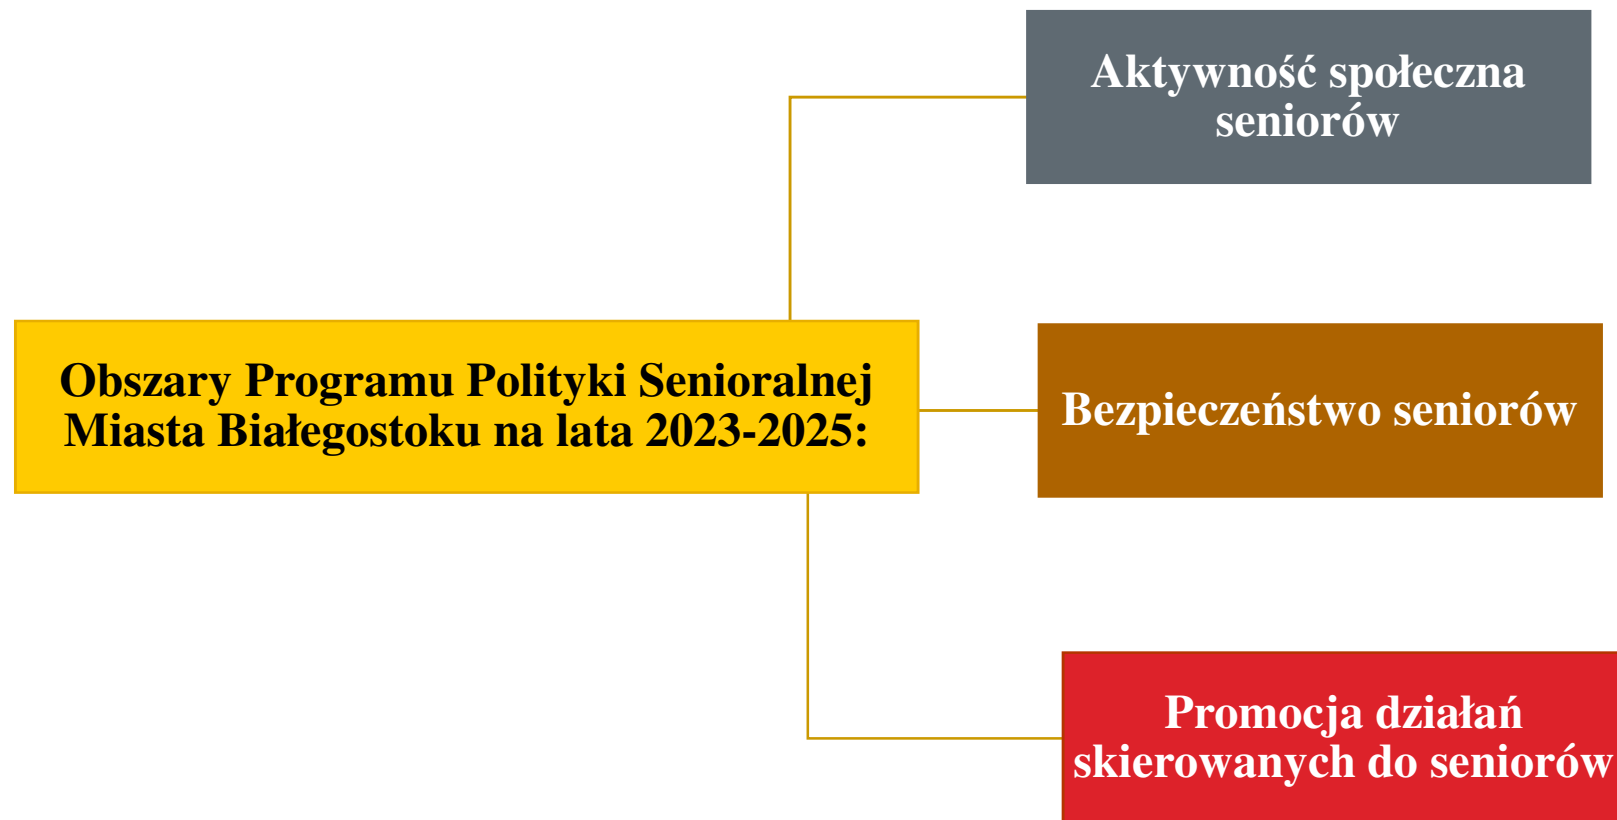 Aktywność społeczna
seniorów
Obszary Programu Polityki Senioralnej
Miasta Białegostoku na lata 2023-2025:
Bezpieczeństwo seniorów
Promocja działań
skierowanych do seniorów